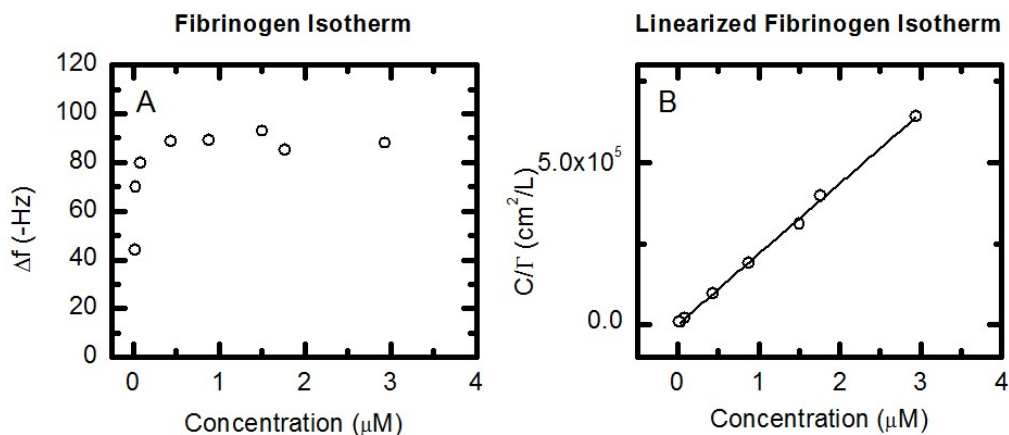 Fibrinogen Isotherm
120
100
80
60
40
20
0
A
Δf (-Hz)
0 1 2 3 4
Concentration (μM)
Linearized Fibrinogen Isotherm
B
5.0x10⁵
0.0
C/Γ (cm²/L)
0 1 2 3 4
Concentration (μM)